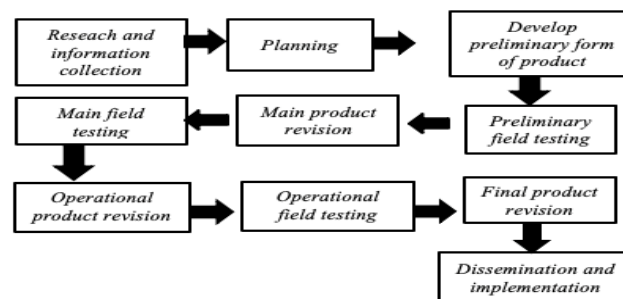 Reseach and
information
collection
Planning
Develop
preliminary form
of product
Preliminary
field testing
Main product
revision
Main field
testing
Operational
product revision
Operational
field testing
Final product
revision
Dissemination and
implementation